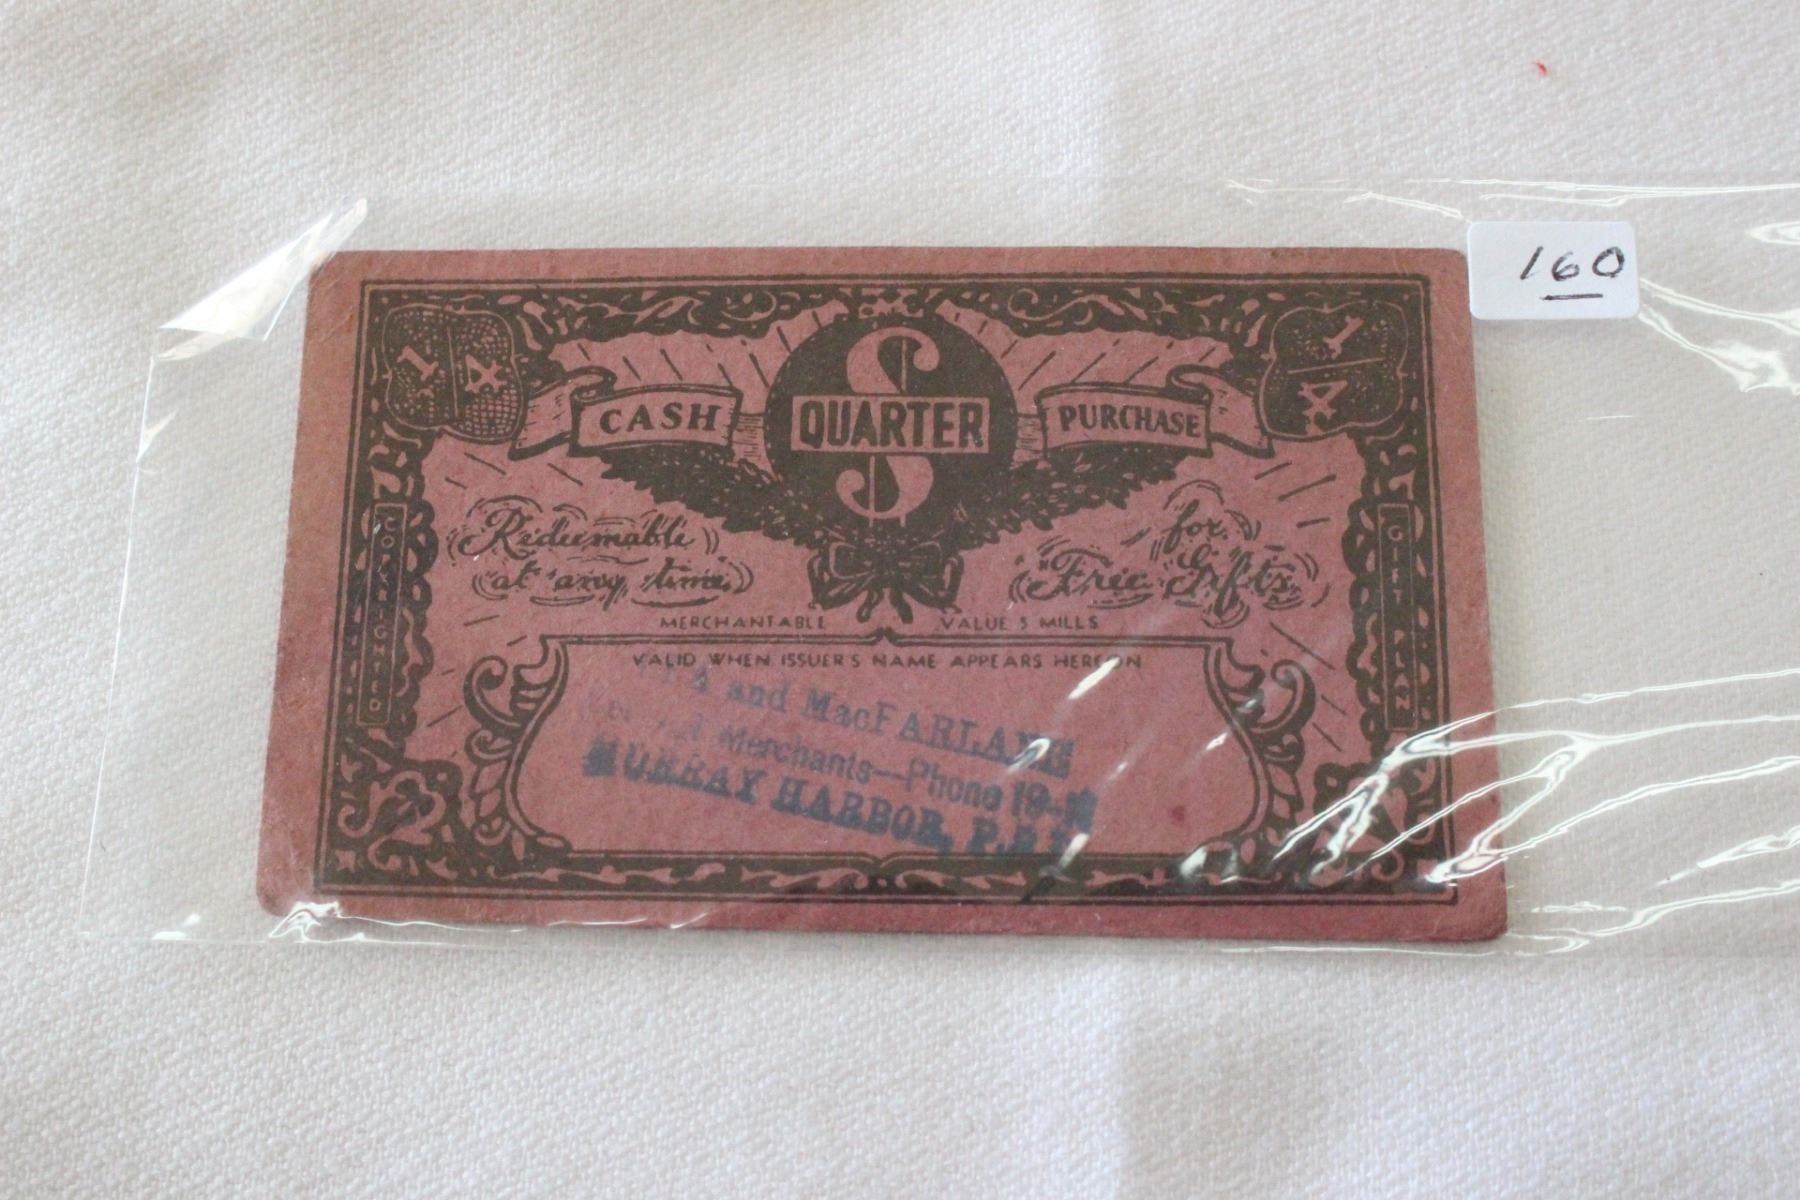 160
1/4
1/4
$
CASH QUARTER PURCHASE
Redeemable for
at any time Free Gifts
COPYRIGHTED
GIFT PLAN
MERCHANTABLE VALUE 5 MILLS
VALID WHEN ISSUER'S NAME APPEARS HEREON
and MacFARLANE
Merchants—Phone 19-
MURRAY HARBOR, P.E.I.